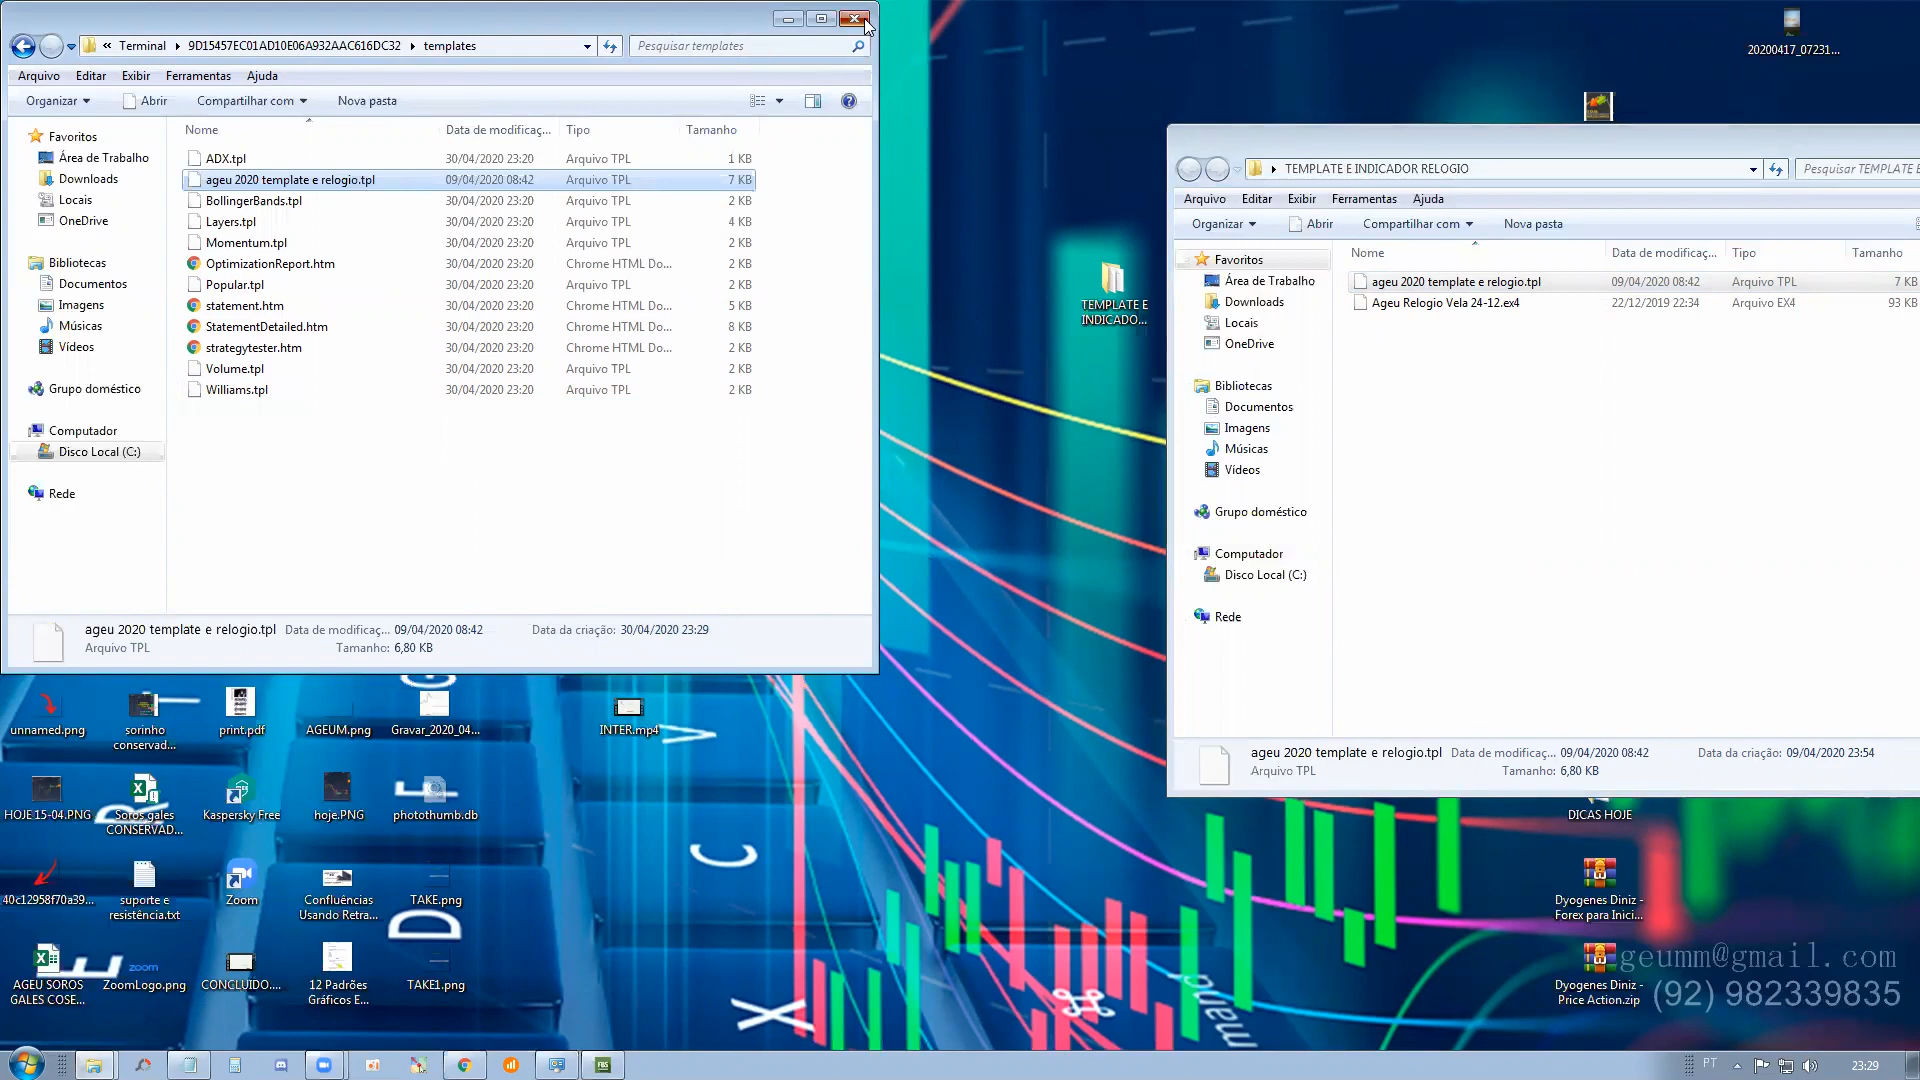 Terminal 9D15457EC01AD10E06A932AAC616DC32 templates
Pesquisar templates
Arquivo Editar Exibir Ferramentas Ajuda
Organizar Abrir Compartilhar com Nova pasta
Favoritos
Área de Trabalho
Downloads
Locais
OneDrive
Bibliotecas
Documentos
Imagens
Músicas
Vídeos
Grupo doméstico
Computador
Disco Local (C:)
Rede
Nome Data de modificaç... Tipo Tamanho
ADX.tpl 30/04/2020 23:20 Arquivo TPL 1 KB
ageu 2020 template e relogio.tpl 09/04/2020 08:42 Arquivo TPL 7 KB
BollingerBands.tpl 30/04/2020 23:20 Arquivo TPL 2 KB
Layers.tpl 30/04/2020 23:20 Arquivo TPL 4 KB
Momentum.tpl 30/04/2020 23:20 Arquivo TPL 2 KB
OptimizationReport.htm 30/04/2020 23:20 Chrome HTML Do... 2 KB
Popular.tpl 30/04/2020 23:20 Arquivo TPL 2 KB
statement.htm 30/04/2020 23:20 Chrome HTML Do... 5 KB
StatementDetailed.htm 30/04/2020 23:20 Chrome HTML Do... 8 KB
strategytester.htm 30/04/2020 23:20 Chrome HTML Do... 2 KB
Volume.tpl 30/04/2020 23:20 Arquivo TPL 2 KB
Williams.tpl 30/04/2020 23:20 Arquivo TPL 2 KB
ageu 2020 template e relogio.tpl Data de modificaç... 09/04/2020 08:42 Data da criação: 30/04/2020 23:29
Arquivo TPL Tamanho: 6,80 KB
20200417_07231...
TEMPLATE E
INDICADO...
TEMPLATE E INDICADOR RELOGIO
Pesquisar TEMPLATE E
Arquivo Editar Exibir Ferramentas Ajuda
Organizar Abrir Compartilhar com Nova pasta
Favoritos
Área de Trabalho
Downloads
Locais
OneDrive
Bibliotecas
Documentos
Imagens
Músicas
Vídeos
Grupo doméstico
Computador
Disco Local (C:)
Rede
Nome Data de modificaç... Tipo Tamanho
ageu 2020 template e relogio.tpl 09/04/2020 08:42 Arquivo TPL 7 KB
Ageu Relogio Vela 24-12.ex4 22/12/2019 22:34 Arquivo EX4 93 KB
ageu 2020 template e relogio.tpl Data de modificaç... 09/04/2020 08:42 Data da criação: 09/04/2020 23:54
Arquivo TPL Tamanho: 6,80 KB
unnamed.png
sorinho
conservad...
print.pdf
AGEUM.png
Gravar_2020_04...
INTER.mp4
HOJE 15-04.PNG
Soros gales
CONSERVAD...
Kaspersky Free
hoje.PNG
photothumb.db
DICAS HOJE
40c12958f70a39...
suporte e
resistência.txt
Zoom
Confluências
Usando Retra...
TAKE.png
Dyogenes Diniz -
Forex para Inici...
AGEU SOROS
GALES COSE...
zoom
ZoomLogo.png
CONCLUIDO....
12 Padrões
Gráficos E...
TAKE1.png
Dyogenes Diniz -
Price Action.zip
geumm@gmail.com
(92) 982339835
FBS
PT
23:29